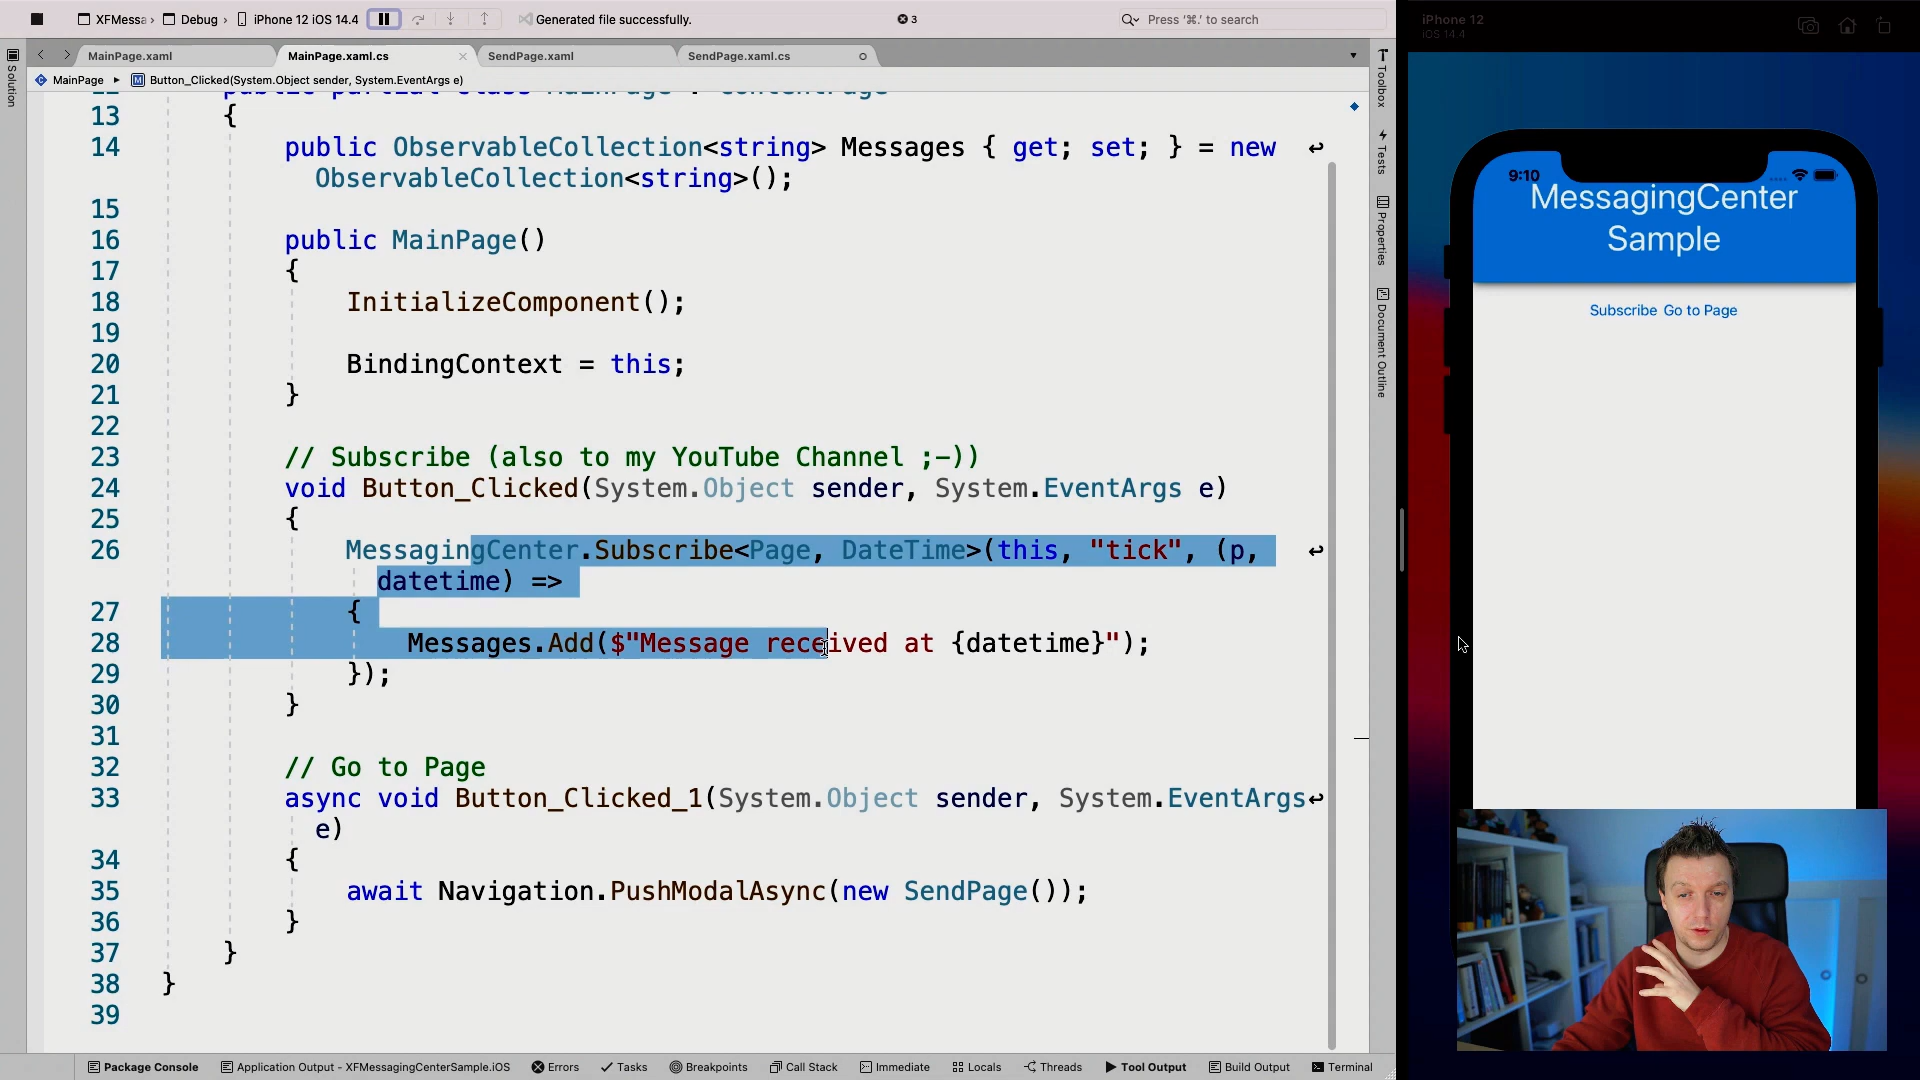 XFMessa › Debug › iPhone 12 iOS 14.4
Generated file successfully.
3
Press '⌘.' to search
MainPage.xaml
MainPage.xaml.cs
SendPage.xaml
SendPage.xaml.cs
MainPage ▸ Button_Clicked(System.Object sender, System.EventArgs e)
Solution
public partial class MainPage : ContentPage
13 {
14 public ObservableCollection<string> Messages { get; set; } = new
ObservableCollection<string>();
15
16 public MainPage()
17 {
18 InitializeComponent();
19
20 BindingContext = this;
21 }
22
23 // Subscribe (also to my YouTube Channel ;-))
24 void Button_Clicked(System.Object sender, System.EventArgs e)
25 {
26 MessagingCenter.Subscribe<Page, DateTime>(this, "tick", (p,
datetime) =>
27 {
28 Messages.Add($"Message received at {datetime}");
29 });
30 }
31
32 // Go to Page
33 async void Button_Clicked_1(System.Object sender, System.EventArgs
e)
34 {
35 await Navigation.PushModalAsync(new SendPage());
36 }
37 }
38 }
39
Toolbox
Tests
Properties
Document Outline
Package Console
Application Output - XFMessagingCenterSample.iOS
Errors
Tasks
Breakpoints
Call Stack
Immediate
Locals
Threads
Tool Output
Build Output
Terminal
iPhone 12
iOS 14.4
9:10
MessagingCenter
Sample
Subscribe Go to Page